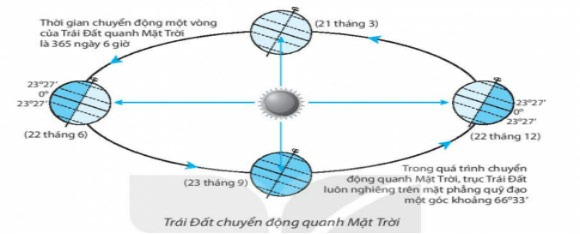 Thời gian chuyển động một vòng
của Trái Đất quanh Mặt Trời
là 365 ngày 6 giờ
(21 tháng 3)
23°27'
0°
23°27'
(22 tháng 6)
23°27'
0°
23°27'
(22 tháng 12)
(23 tháng 9)
Trong quá trình chuyển
động quanh Mặt Trời, trục Trái Đất
luôn nghiêng trên mặt phẳng quỹ đạo
một góc khoảng 66°33'
Trái Đất chuyển động quanh Mặt Trời